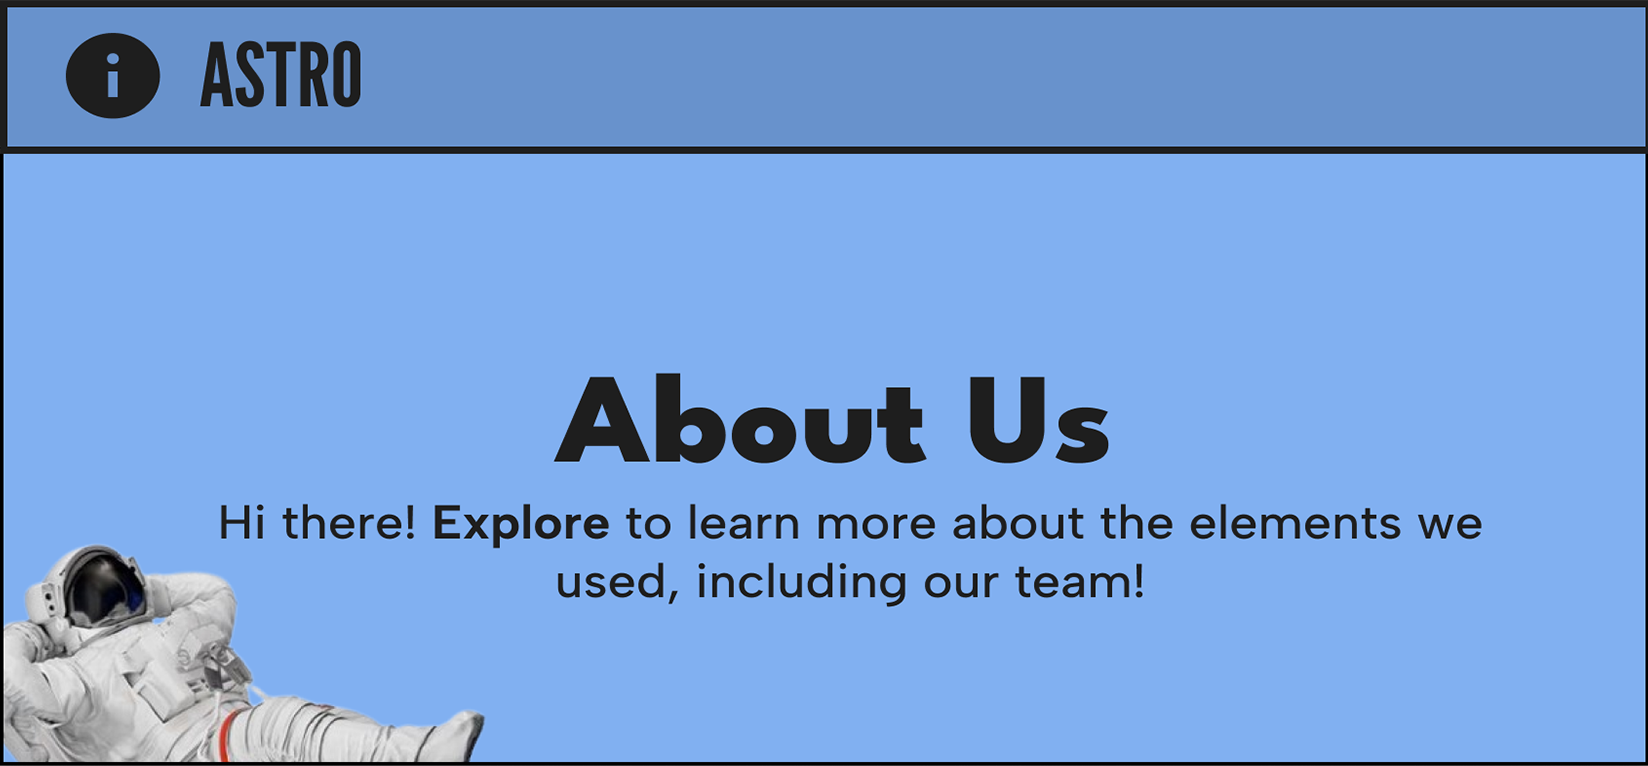 i ASTRO
About Us
Hi there! Explore to learn more about the elements we
used, including our team!